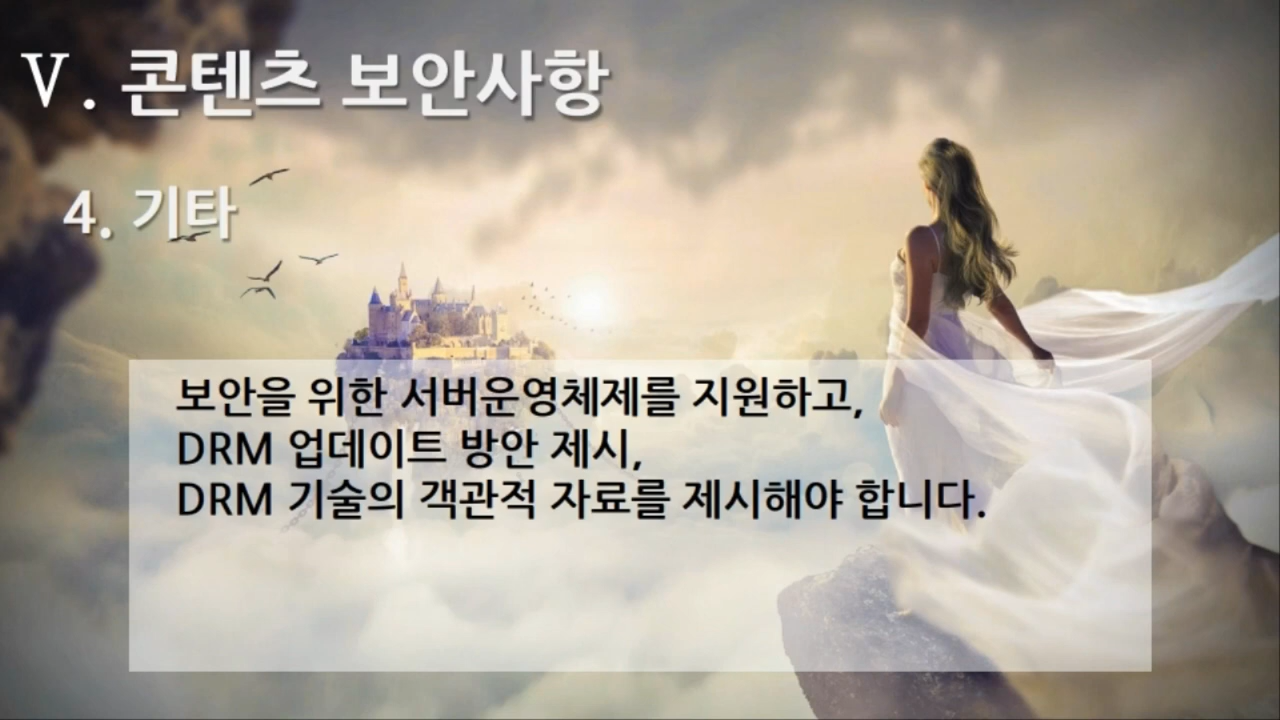 Ⅴ. 콘텐츠 보안사항
4. 기타
보안을 위한 서버운영체제를 지원하고,
DRM 업데이트 방안 제시,
DRM 기술의 객관적 자료를 제시해야 합니다.